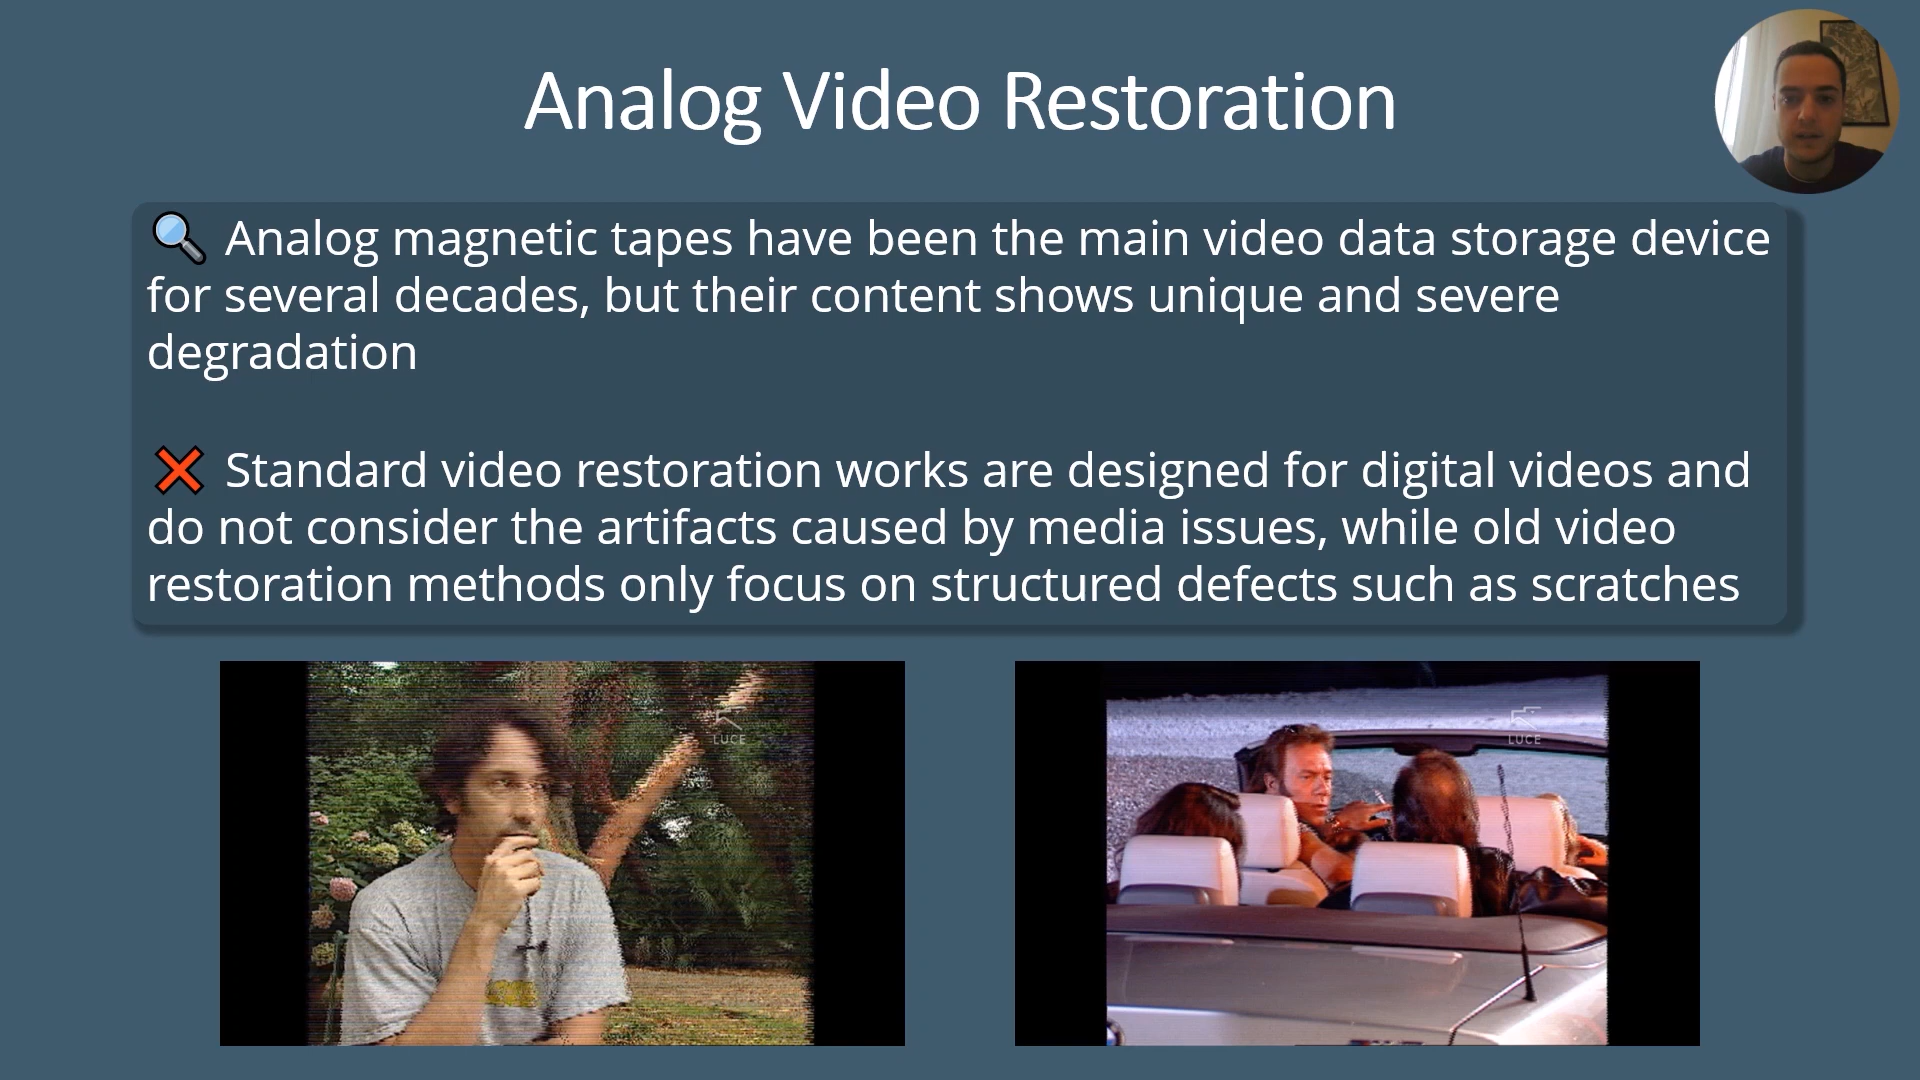 Analog Video Restoration
🔍 Analog magnetic tapes have been the main video data storage device
for several decades, but their content shows unique and severe
degradation
❌ Standard video restoration works are designed for digital videos and
do not consider the artifacts caused by media issues, while old video
restoration methods only focus on structured defects such as scratches
LUCE
LUCE